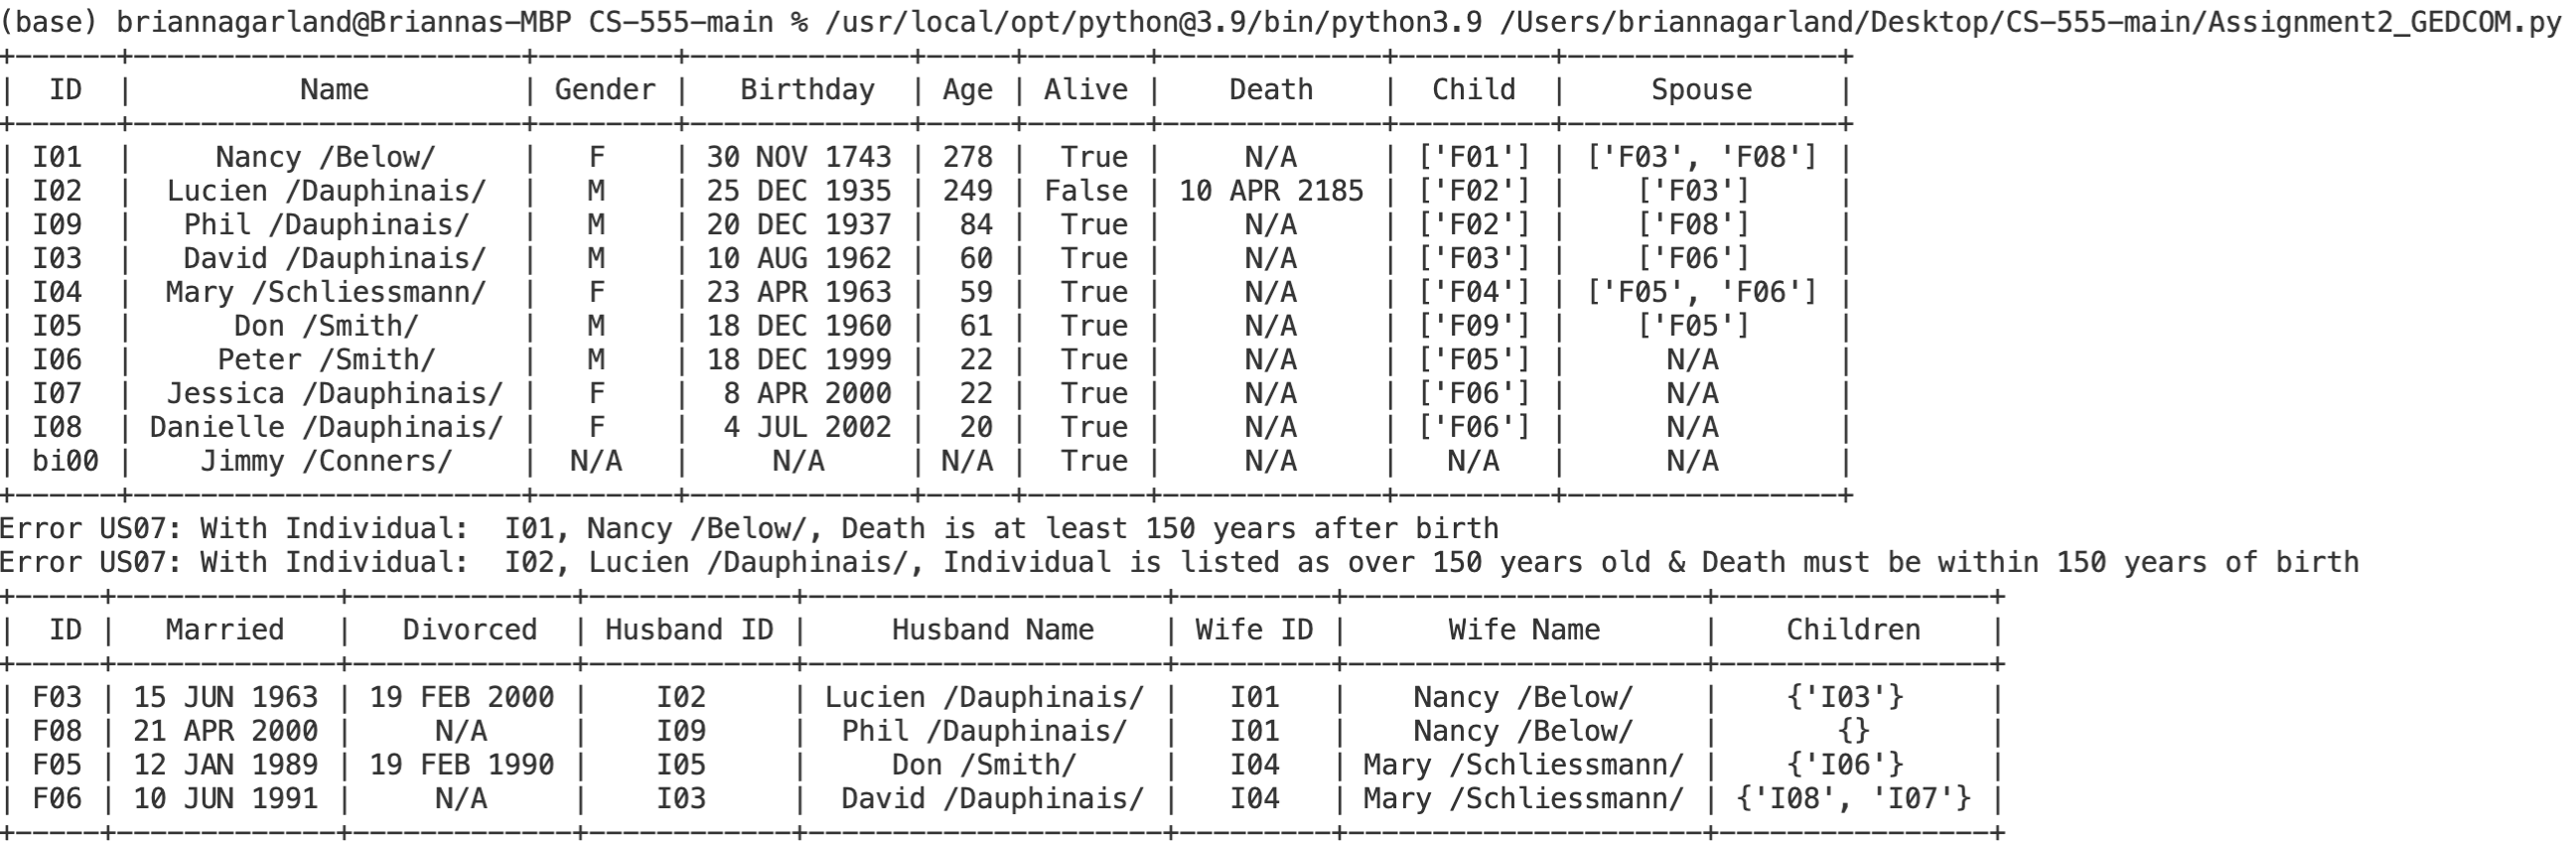 (base) briannagarland@Briannas-MBP CS-555-main % /usr/local/opt/python@3.9/bin/python3.9 /Users/briannagarland/Desktop/CS-555-main/Assignment2_GEDCOM.py
+------+-----------------------+--------+-------------+-----+-------+-------------+---------+----------------+
|  ID  |          Name         | Gender |   Birthday  | Age | Alive |    Death    |  Child  |     Spouse     |
+------+-----------------------+--------+-------------+-----+-------+-------------+---------+----------------+
| I01  |     Nancy /Below/     |   F    | 30 NOV 1743 | 278 |  True |     N/A     | ['F01'] | ['F03', 'F08'] |
| I02  |  Lucien /Dauphinais/  |   M    | 25 DEC 1935 | 249 | False | 10 APR 2185 | ['F02'] |    ['F03']     |
| I09  |   Phil /Dauphinais/   |   M    | 20 DEC 1937 |  84 |  True |     N/A     | ['F02'] |    ['F08']     |
| I03  |   David /Dauphinais/  |   M    | 10 AUG 1962 |  60 |  True |     N/A     | ['F03'] |    ['F06']     |
| I04  |  Mary /Schliessmann/  |   F    | 23 APR 1963 |  59 |  True |     N/A     | ['F04'] | ['F05', 'F06'] |
| I05  |      Don /Smith/      |   M    | 18 DEC 1960 |  61 |  True |     N/A     | ['F09'] |    ['F05']     |
| I06  |     Peter /Smith/     |   M    | 18 DEC 1999 |  22 |  True |     N/A     | ['F05'] |      N/A       |
| I07  |  Jessica /Dauphinais/ |   F    |  8 APR 2000 |  22 |  True |     N/A     | ['F06'] |      N/A       |
| I08  | Danielle /Dauphinais/ |   F    |  4 JUL 2002 |  20 |  True |     N/A     | ['F06'] |      N/A       |
| bi00 |    Jimmy /Conners/    |  N/A   |     N/A     | N/A |  True |     N/A     |   N/A   |      N/A       |
+------+-----------------------+--------+-------------+-----+-------+-------------+---------+----------------+
Error US07: With Individual:  I01, Nancy /Below/, Death is at least 150 years after birth
Error US07: With Individual:  I02, Lucien /Dauphinais/, Individual is listed as over 150 years old & Death must be within 150 years of birth
+-----+-------------+-------------+------------+---------------------+---------+---------------------+----------------+
|  ID |   Married   |   Divorced  | Husband ID |     Husband Name    | Wife ID |      Wife Name      |    Children    |
+-----+-------------+-------------+------------+---------------------+---------+---------------------+----------------+
| F03 | 15 JUN 1963 | 19 FEB 2000 |    I02     | Lucien /Dauphinais/ |   I01   |    Nancy /Below/    |    {'I03'}     |
| F08 | 21 APR 2000 |     N/A     |    I09     |  Phil /Dauphinais/  |   I01   |    Nancy /Below/    |       {}       |
| F05 | 12 JAN 1989 | 19 FEB 1990 |    I05     |     Don /Smith/     |   I04   | Mary /Schliessmann/ |    {'I06'}     |
| F06 | 10 JUN 1991 |     N/A     |    I03     |  David /Dauphinais/ |   I04   | Mary /Schliessmann/ | {'I08', 'I07'} |
+-----+-------------+-------------+------------+---------------------+---------+---------------------+----------------+